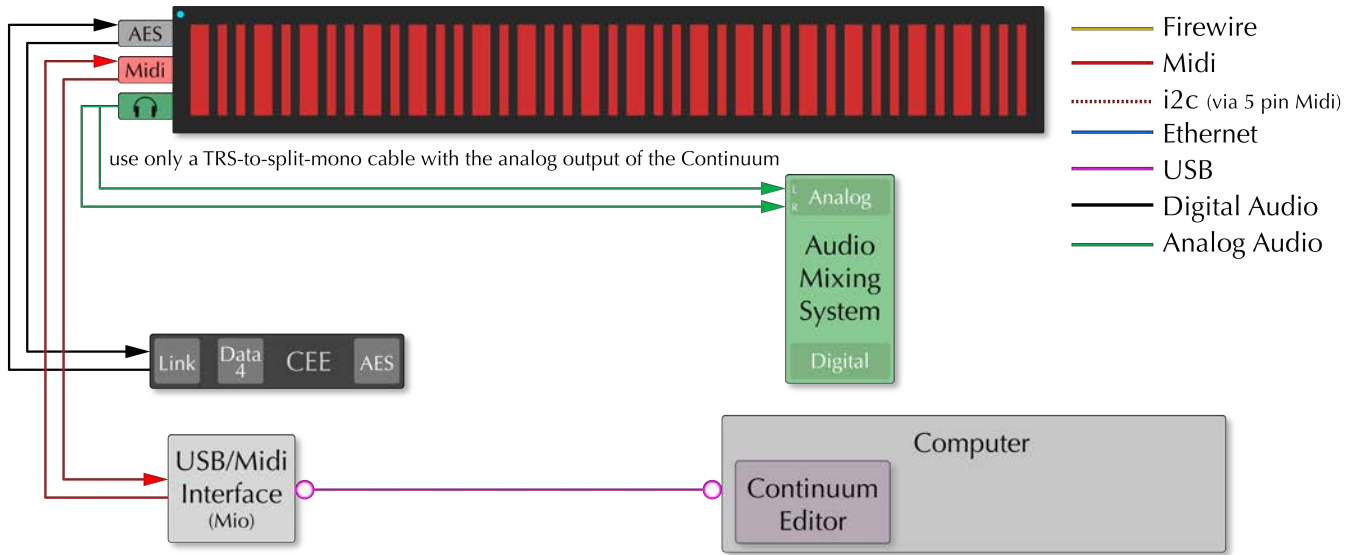 AES
Midi
use only a TRS-to-split-mono cable with the analog output of the Continuum
Firewire
Midi
i2c (via 5 pin Midi)
Ethernet
USB
Digital Audio
Analog Audio
L
R
Analog
Audio
Mixing
System
Digital
Link
Data
4
CEE
AES
USB/Midi
Interface
(Mio)
Computer
Continuum
Editor